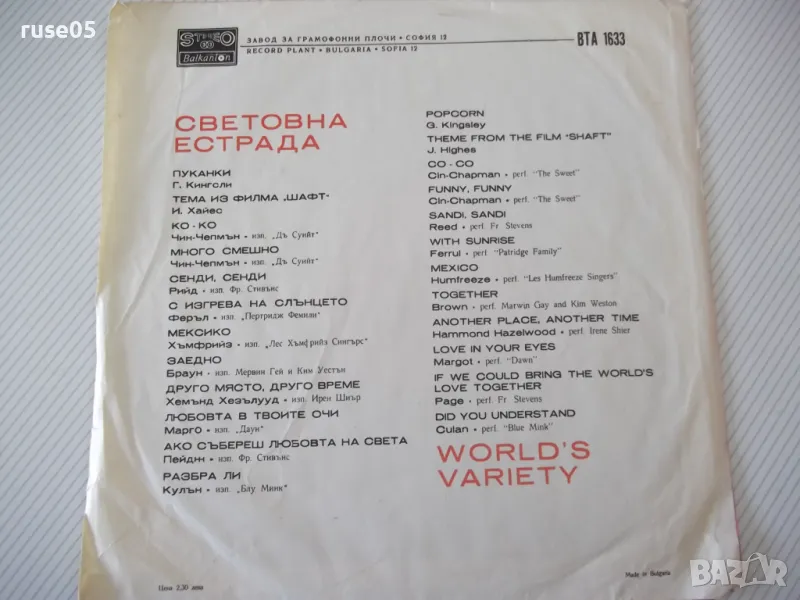 ruse05
STEREO
Balkanton
ЗАВОД ЗА ГРАМОФОННИ ПЛОЧИ • СОФИЯ 12
RECORD PLANT • BULGARIA • SOFIA 12
ВТА 1633
СВЕТОВНА
ЕСТРАДА
ПУКАНКИ
Г. Кингсли
ТЕМА ИЗ ФИЛМА „ШАФТ“
И. Хайес
КО - КО
Чин-Чепмън • изп. „Дъ Суийт“
МНОГО СМЕШНО
Чин-Чепмън • изп. „Дъ Суийт“
СЕНДИ, СЕНДИ
Рийд • изп. Фр. Стивънс
С ИЗГРЕВА НА СЛЪНЦЕТО
Феръл • изп. „Пертридж Фемили“
МЕКСИКО
Хъмфрийз • изп. „Лес Хъмфрийз Сингърс“
ЗАЕДНО
Браун • изп. Мервин Гей и Ким Уестън
ДРУГО МЯСТО, ДРУГО ВРЕМЕ
Хемънд Хезълууд • изп. Ирен Шиър
ЛЮБОВТА В ТВОИТЕ ОЧИ
Марго • изп. „Даун“
АКО СЪБЕРЕШ ЛЮБОВТА НА СВЕТА
Пейдж • изп. Фр. Стивънс
РАЗБРА ЛИ
Кулън • изп. „Блу Минк“
POPCORN
G. Kingsley
THEME FROM THE FILM "SHAFT"
J. Highes
CO - CO
Cin-Chapman • perf. "The Sweet"
FUNNY, FUNNY
Cin-Chapman • perf. "The Sweet"
SANDI, SANDI
Reed • perf. Fr Stevens
WITH SUNRISE
Ferrul • perf. "Patridge Family"
MEXICO
Humfreeze • perf. "Les Humfreeze Singers"
TOGETHER
Brown • perf. Marwin Gay and Kim Weston
ANOTHER PLACE, ANOTHER TIME
Hammond Hazelwood • perf. Irene Shier
LOVE IN YOUR EYES
Margot • perf. "Dawn"
IF WE COULD BRING THE WORLD'S
LOVE TOGETHER
Page • perf. Fr Stevens
DID YOU UNDERSTAND
Culan • perf. "Blue Mink"
WORLD'S
VARIETY
Цена 2,30 лева
Made in Bulgaria
BAZAR
.bg